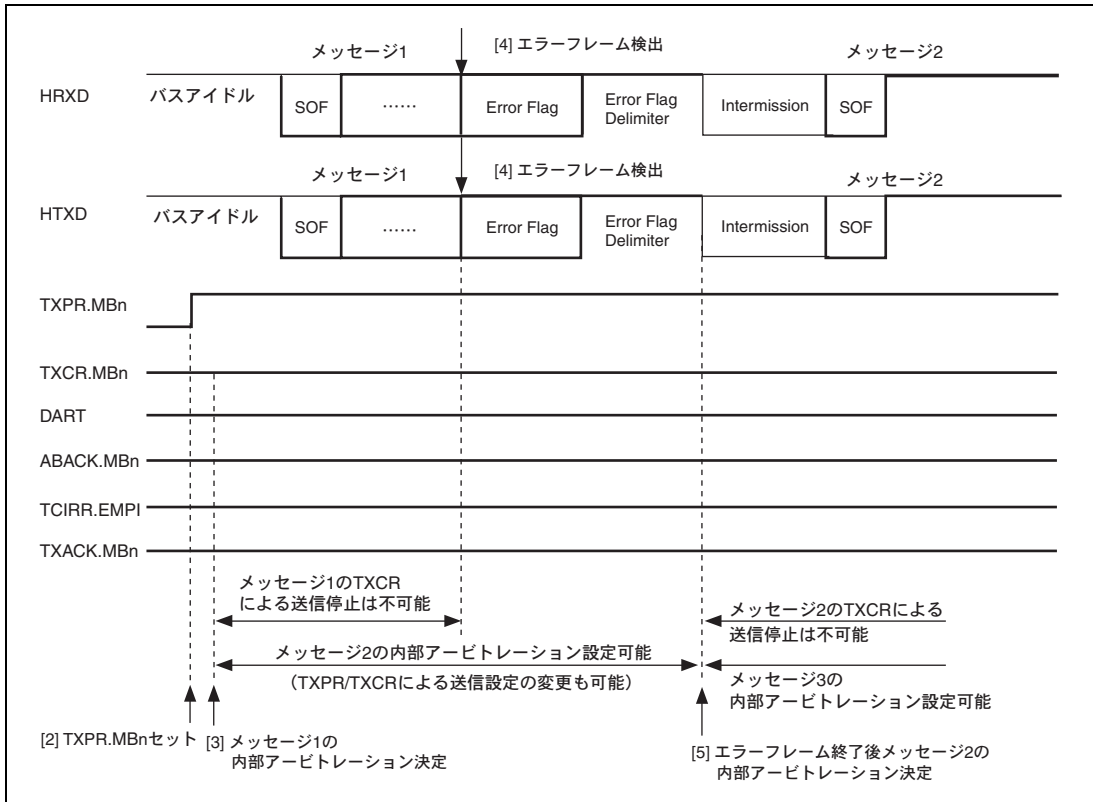 メッセージ1
[4] エラーフレーム検出
メッセージ2
HRXD
バスアイドル
SOF
……
Error Flag
Error Flag
Delimiter
Intermission
SOF
メッセージ1
[4] エラーフレーム検出
メッセージ2
HTXD
バスアイドル
SOF
……
Error Flag
Error Flag
Delimiter
Intermission
SOF
TXPR.MBn
TXCR.MBn
DART
ABACK.MBn
TCIRR.EMPI
TXACK.MBn
メッセージ1のTXCR
による送信停止は不可能
メッセージ2のTXCRによる
送信停止は不可能
メッセージ2の内部アービトレーション設定可能
（TXPR/TXCRによる送信設定の変更も可能）
メッセージ3の
内部アービトレーション設定可能
[2] TXPR.MBnセット
[3] メッセージ1の
内部アービトレーション決定
[5] エラーフレーム終了後メッセージ2の
内部アービトレーション決定